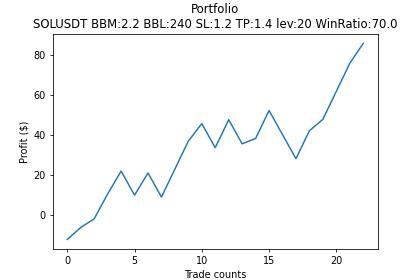 Portfolio
SOLUSDT BBM:2.2 BBL:240 SL:1.2 TP:1.4 lev:20 WinRatio:70.0
80
60
40
20
0
Profit ($)
0 5 10 15 20
Trade counts